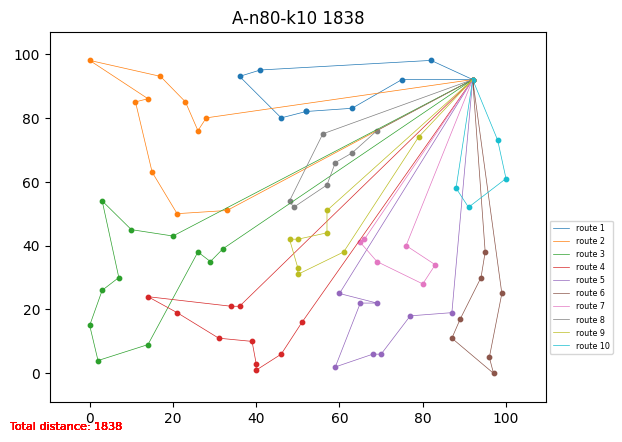 A-n80-k10 1838
100
80
60
40
20
0
0 20 40 60 80 100
route 1
route 2
route 3
route 4
route 5
route 6
route 7
route 8
route 9
route 10
Total distance: 1838